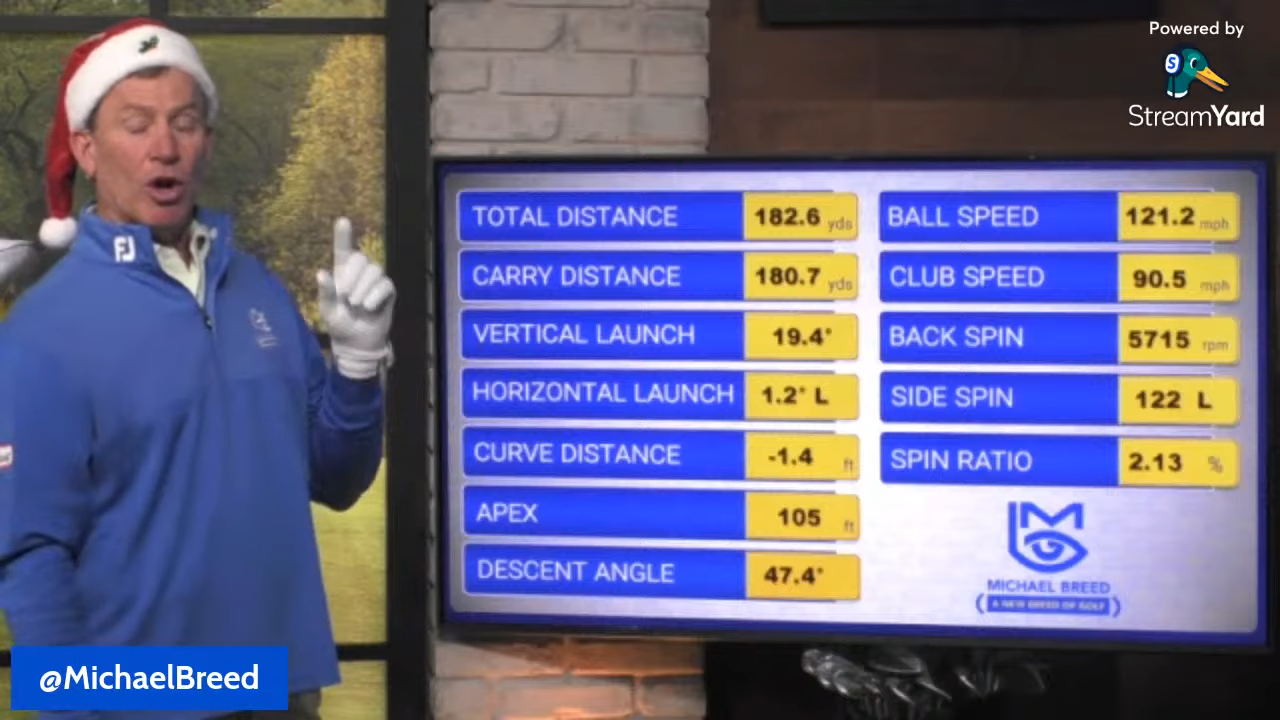 Powered by
StreamYard
S
FJ
TOTAL DISTANCE 182.6 yds
CARRY DISTANCE 180.7 yds
VERTICAL LAUNCH 19.4°
HORIZONTAL LAUNCH 1.2° L
CURVE DISTANCE -1.4 ft
APEX 105 ft
DESCENT ANGLE 47.4°
BALL SPEED 121.2 mph
CLUB SPEED 90.5 mph
BACK SPIN 5715 rpm
SIDE SPIN 122 L
SPIN RATIO 2.13 %
MICHAEL BREED
A NEW BREED OF GOLF
@MichaelBreed